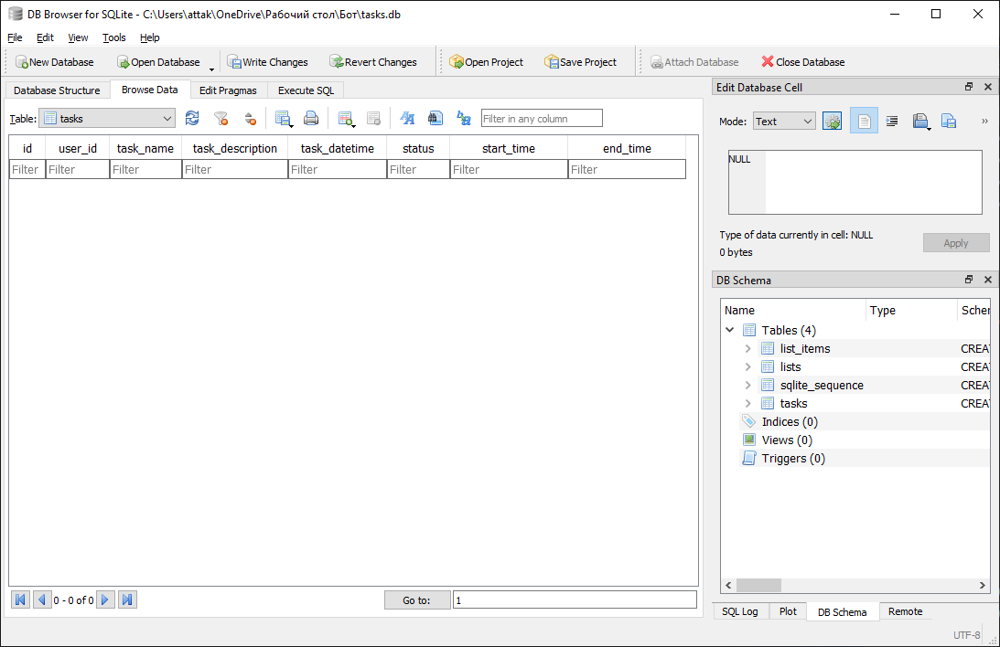 DB Browser for SQLite - C:\Users\attak\OneDrive\Рабочий стол\Бот\tasks.db
File Edit View Tools Help
New Database Open Database Write Changes Revert Changes Open Project Save Project Attach Database Close Database
Database Structure Browse Data Edit Pragmas Execute SQL
Table: tasks Filter in any column
id user_id task_name task_description task_datetime status start_time end_time
Filter Filter Filter Filter Filter Filter Filter Filter
0 - 0 of 0 Go to: 1
Edit Database Cell
Mode: Text
NULL
Type of data currently in cell: NULL
0 bytes
Apply
DB Schema
Name Type Scher
Tables (4)
list_items CREA
lists CREA
sqlite_sequence CREA
tasks CREA
Indices (0)
Views (0)
Triggers (0)
SQL Log Plot DB Schema Remote
UTF-8